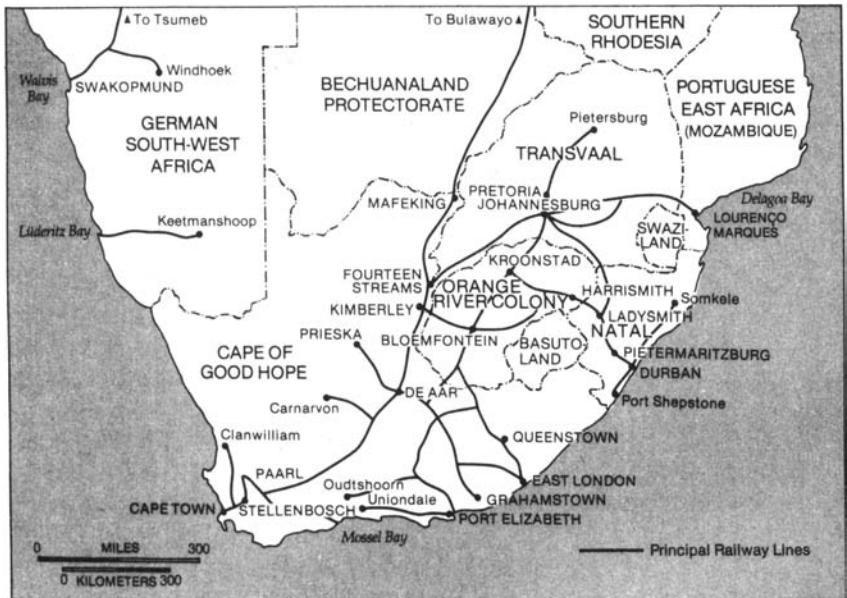 To Tsumeb
To Bulawayo
SOUTHERN
RHODESIA
Walvis
Bay
Windhoek
SWAKOPMUND
BECHUANALAND
PROTECTORATE
PORTUGUESE
EAST AFRICA
(MOZAMBIQUE)
GERMAN
SOUTH-WEST
AFRICA
Pietersburg
TRANSVAAL
MAFEKING
PRETORIA
JOHANNESBURG
Delagoa Bay
LOURENÇO
MARQUES
Lüderitz Bay
Keetmanshoop
SWAZI-
LAND
KROONSTAD
FOURTEEN
STREAMS
ORANGE
RIVER COLONY
HARRISMITH
Somkele
KIMBERLEY
LADYSMITH
NATAL
PRIESKA
BLOEMFONTEIN
BASUTO-
LAND
PIETERMARITZBURG
DURBAN
CAPE OF
GOOD HOPE
DE AAR
Port Shepstone
Carnarvon
Clanwilliam
QUEENSTOWN
PAARL
Oudtshoorn
Uniondale
EAST LONDON
GRAHAMSTOWN
CAPE TOWN
STELLENBOSCH
PORT ELIZABETH
Mossel Bay
0 MILES 300
0 KILOMETERS 300
Principal Railway Lines